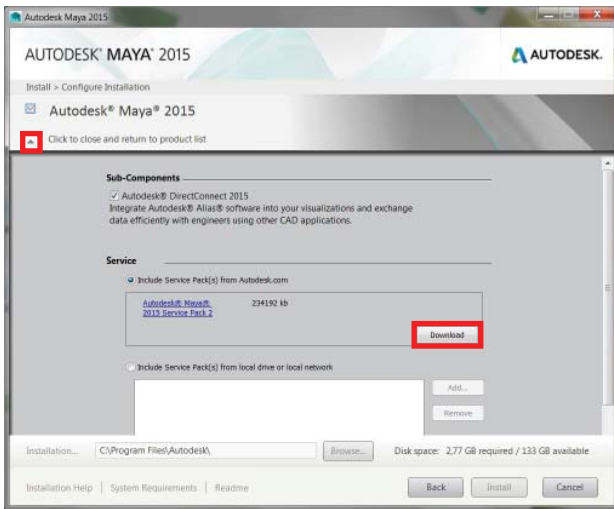 Autodesk Maya 2015
AUTODESK® MAYA® 2015
AUTODESK.
Install > Configure Installation
Autodesk® Maya® 2015
Click to close and return to product list
Sub-Components
Autodesk® DirectConnect 2015
Integrate Autodesk® Alias® software into your visualizations and exchange
data efficiently with engineers using other CAD applications.
Service
Include Service Pack(s) from Autodesk.com
Autodesk® Maya® 234192 kb
2015 Service Pack 2
Download
Include Service Pack(s) from local drive or local network
Add...
Remove
Installation... C:\Program Files\Autodesk\ Browse... Disk space: 2,77 GB required / 133 GB available
Installation Help | System Requirements | Readme Back Install Cancel